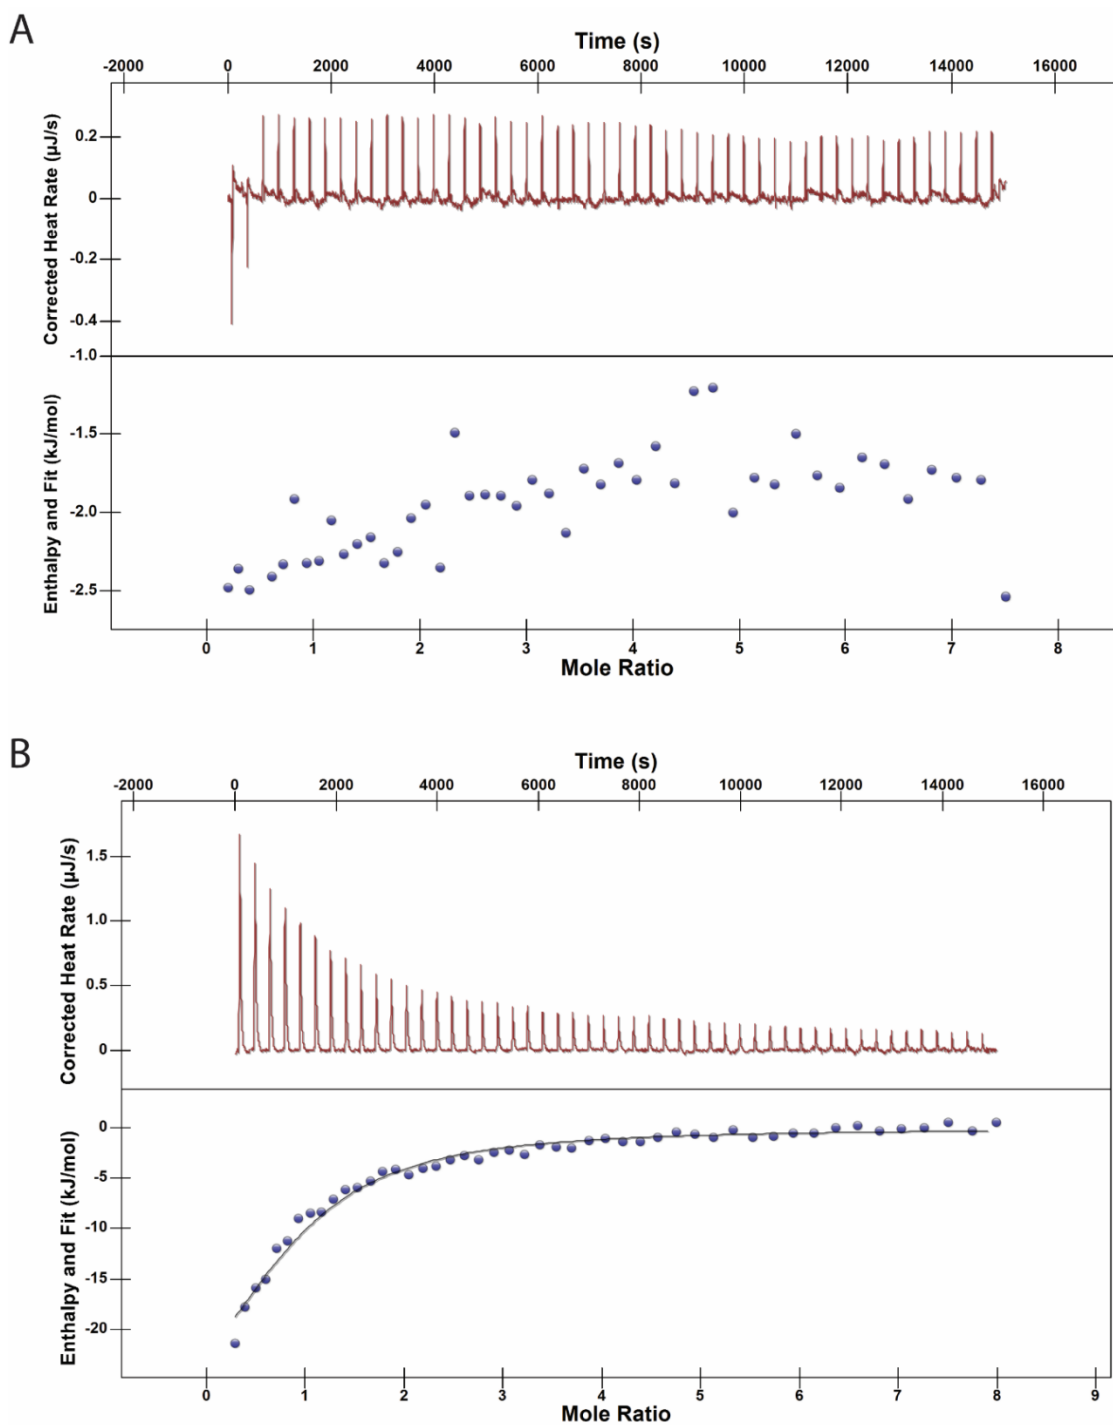 A
Time (s)
-2000 0 2000 4000 6000 8000 10000 12000 14000 16000
Corrected Heat Rate (µJ/s)
0.2
0
-0.2
-0.4
-1.0
Enthalpy and Fit (kJ/mol)
-1.5
-2.0
-2.5
0 1 2 3 4 5 6 7 8
Mole Ratio
B
Time (s)
-2000 0 2000 4000 6000 8000 10000 12000 14000 16000
Corrected Heat Rate (µJ/s)
1.5
1.0
0.5
0
Enthalpy and Fit (kJ/mol)
0
-5
-10
-15
-20
0 1 2 3 4 5 6 7 8 9
Mole Ratio